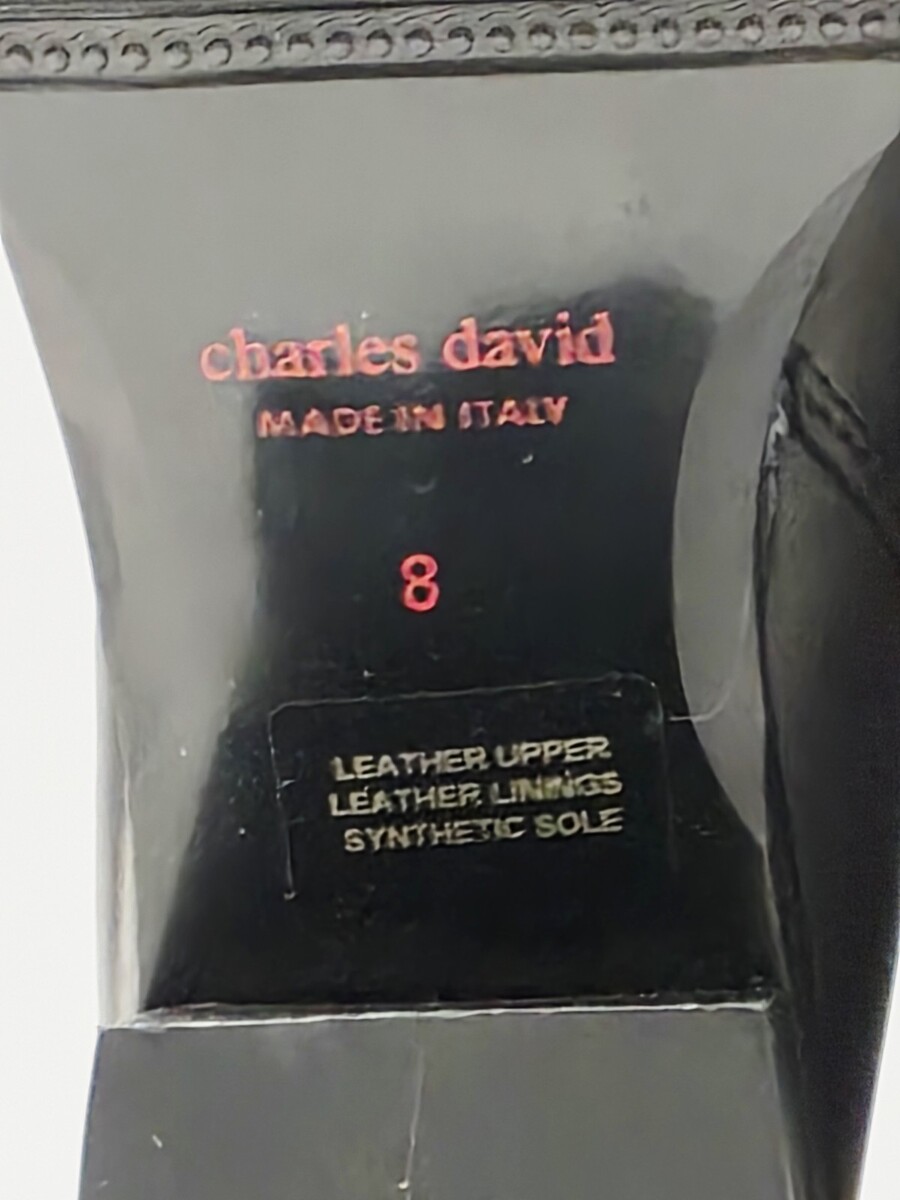 charles david
MADE IN ITALY
8
LEATHER UPPER
LEATHER LININGS
SYNTHETIC SOLE